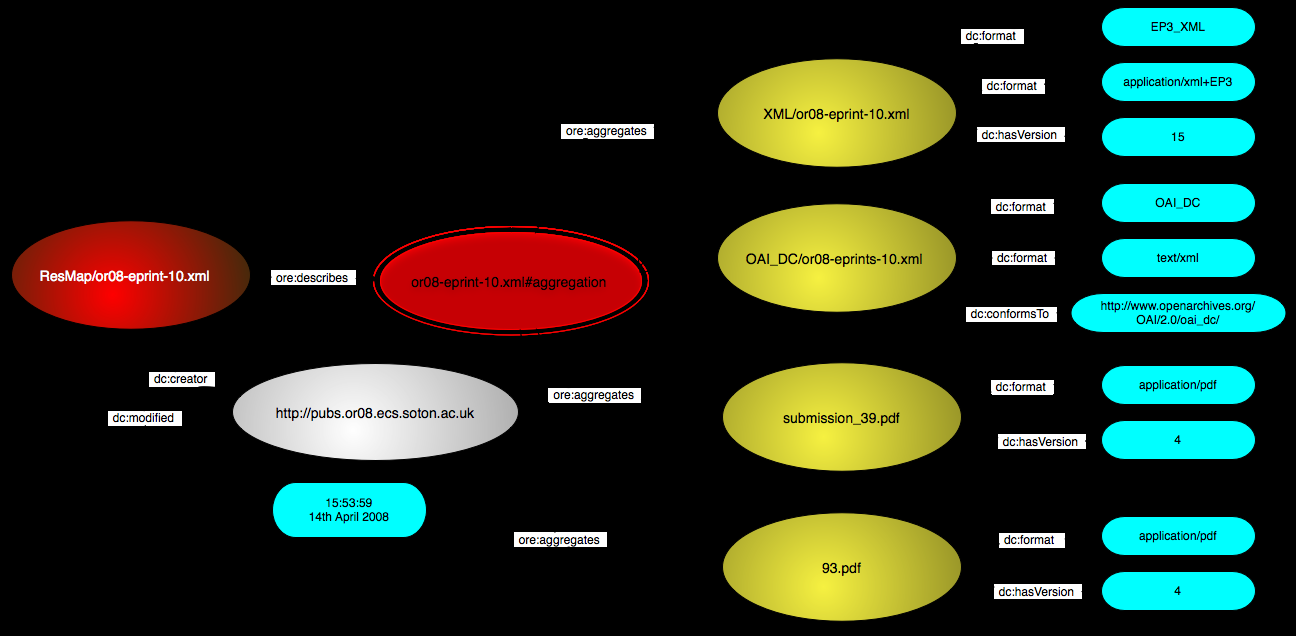 dc:format
EP3_XML
dc:format
application/xml+EP3
XML/or08-eprint-10.xml
ore:aggregates
dc:hasVersion
15
dc:format
OAI_DC
OAI_DC/or08-eprints-10.xml
dc:format
text/xml
ResMap/or08-eprint-10.xml
ore:describes
or08-eprint-10.xml#aggregation
dc:conformsTo
http://www.openarchives.org/
OAI/2.0/oai_dc/
dc:creator
dc:modified
http://pubs.or08.ecs.soton.ac.uk
ore:aggregates
dc:format
application/pdf
submission_39.pdf
dc:hasVersion
4
15:53:59
14th April 2008
ore:aggregates
dc:format
application/pdf
93.pdf
dc:hasVersion
4